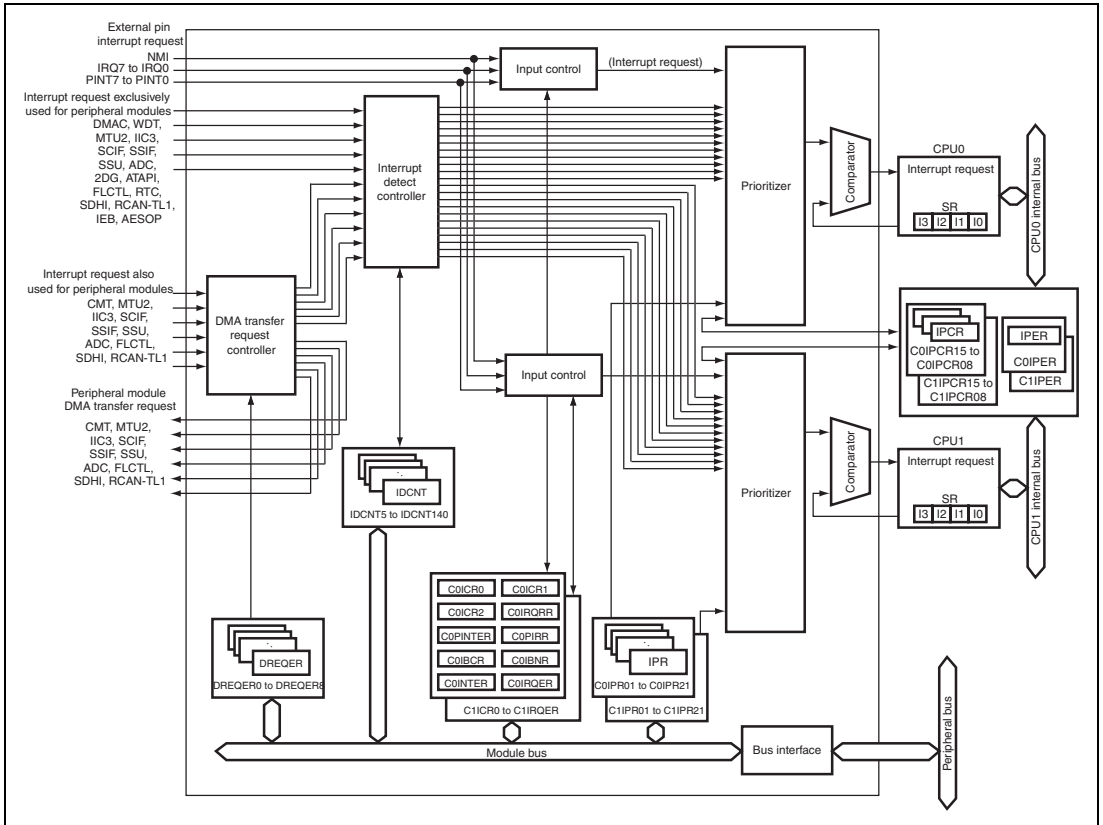 External pin
interrupt request
NMI
IRQ7 to IRQ0
PINT7 to PINT0
Interrupt request exclusively
used for peripheral modules
DMAC, WDT,
MTU2, IIC3,
SCIF, SSIF,
SSU, ADC,
2DG, ATAPI,
FLCTL, RTC,
SDHI, RCAN-TL1,
IEB, AESOP
Interrupt request also
used for peripheral modules
CMT, MTU2,
IIC3, SCIF,
SSIF, SSU,
ADC, FLCTL,
SDHI, RCAN-TL1
Peripheral module
DMA transfer request
CMT, MTU2,
IIC3, SCIF,
SSIF, SSU,
ADC, FLCTL,
SDHI, RCAN-TL1
DMA transfer
request
controller
Interrupt
detect
controller
Input control
(Interrupt request)
Input control
Prioritizer
Prioritizer
Comparator
Comparator
CPU0
Interrupt request
SR
I3 I2 I1 I0
CPU0 internal bus
IPCR
C0IPCR15 to
C0IPCR08
C1IPCR15 to
C1IPCR08
IPER
C0IPER
C1IPER
CPU1
Interrupt request
SR
I3 I2 I1 I0
CPU1 internal bus
IDCNT
IDCNT5 to IDCNT140
DREQER
DREQER0 to DREQER8
C0ICR0 C0ICR1
C0ICR2 C0IRQRR
C0PINTER C0PIRR
C0IBCR C0IBNR
C0INTER C0IRQER
C1ICR0 to C1IRQER
IPR
C0IPR01 to C0IPR21
C1IPR01 to C1IPR21
Module bus
Bus interface
Peripheral bus